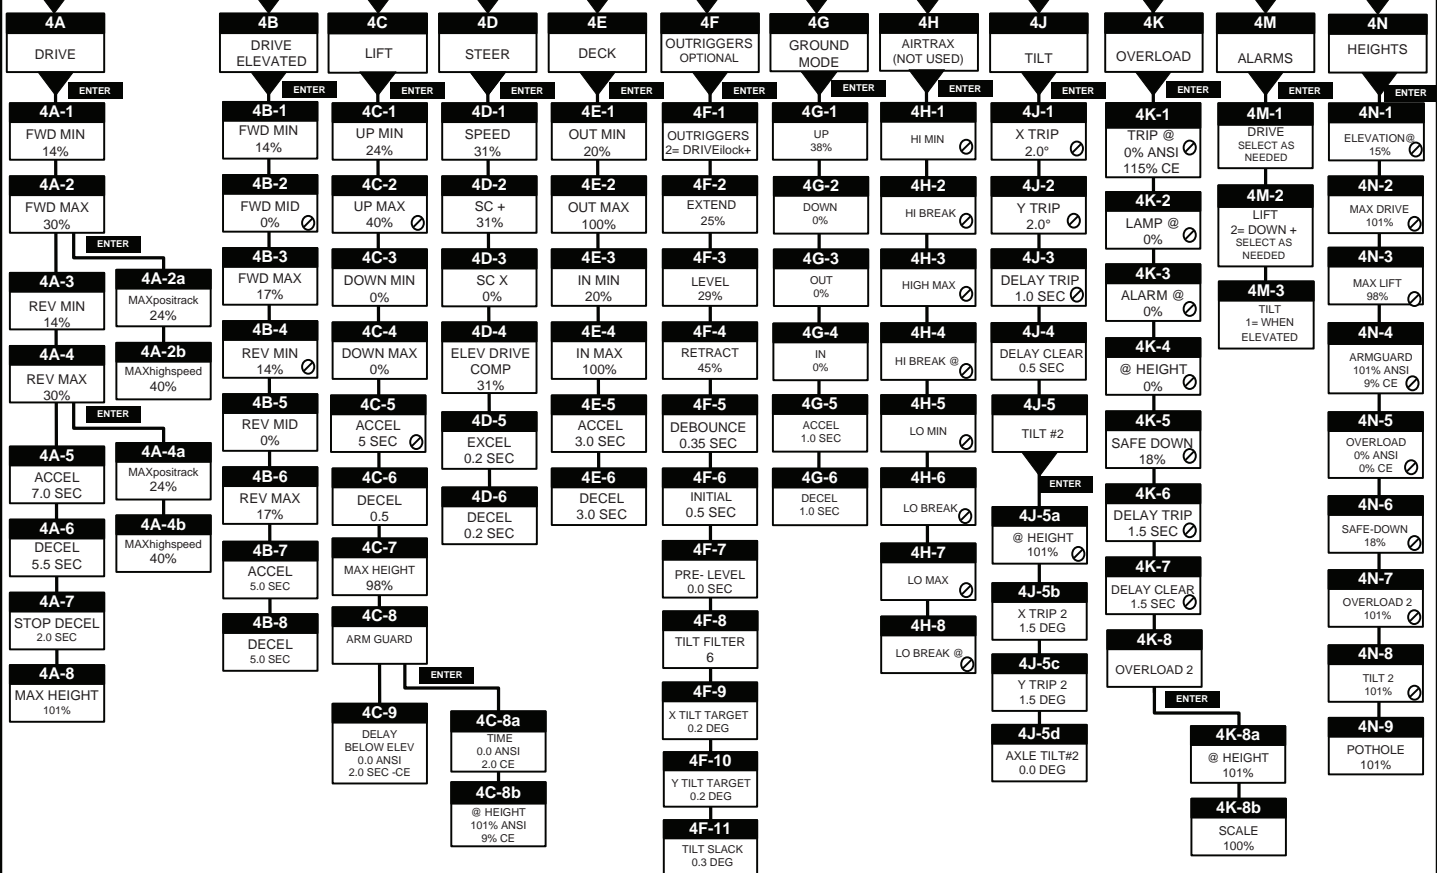 4A
DRIVE
ENTER
4A-1
FWD MIN
14%
4A-2
FWD MAX
30%
ENTER
4A-2a
MAXpositrack
24%
4A-2b
MAXhighspeed
40%
4A-3
REV MIN
14%
4A-4
REV MAX
30%
ENTER
4A-4a
MAXpositrack
24%
4A-4b
MAXhighspeed
40%
4A-5
ACCEL
7.0 SEC
4A-6
DECEL
5.5 SEC
4A-7
STOP DECEL
2.0 SEC
4A-8
MAX HEIGHT
101%
4B
DRIVE
ELEVATED
ENTER
4B-1
FWD MIN
14%
4B-2
FWD MID
0%
4B-3
FWD MAX
17%
4B-4
REV MIN
14%
4B-5
REV MID
0%
4B-6
REV MAX
17%
4B-7
ACCEL
5.0 SEC
4B-8
DECEL
5.0 SEC
4C
LIFT
ENTER
4C-1
UP MIN
24%
4C-2
UP MAX
40%
4C-3
DOWN MIN
0%
4C-4
DOWN MAX
0%
4C-5
ACCEL
5 SEC
4C-6
DECEL
0.5
4C-7
MAX HEIGHT
98%
4C-8
ARM GUARD
ENTER
4C-9
DELAY
BELOW ELEV
0.0 ANSI
2.0 SEC -CE
4C-8a
TIME
0.0 ANSI
2.0 CE
4C-8b
@ HEIGHT
101% ANSI
9% CE
4D
STEER
ENTER
4D-1
SPEED
31%
4D-2
SC +
31%
4D-3
SC X
0%
4D-4
ELEV DRIVE
COMP
31%
4D-5
EXCEL
0.2 SEC
4D-6
DECEL
0.2 SEC
4E
DECK
ENTER
4E-1
OUT MIN
20%
4E-2
OUT MAX
100%
4E-3
IN MIN
20%
4E-4
IN MAX
100%
4E-5
ACCEL
3.0 SEC
4E-6
DECEL
3.0 SEC
4F
OUTRIGGERS
OPTIONAL
ENTER
4F-1
OUTRIGGERS
2= DRIVEilock+
4F-2
EXTEND
25%
4F-3
LEVEL
29%
4F-4
RETRACT
45%
4F-5
DEBOUNCE
0.35 SEC
4F-6
INITIAL
0.5 SEC
4F-7
PRE- LEVEL
0.0 SEC
4F-8
TILT FILTER
6
4F-9
X TILT TARGET
0.2 DEG
4F-10
Y TILT TARGET
0.2 DEG
4F-11
TILT SLACK
0.3 DEG
4G
GROUND
MODE
ENTER
4G-1
UP
38%
4G-2
DOWN
0%
4G-3
OUT
0%
4G-4
IN
0%
4G-5
ACCEL
1.0 SEC
4G-6
DECEL
1.0 SEC
4H
AIRTRAX
(NOT USED)
ENTER
4H-1
HI MIN
4H-2
HI BREAK
4H-3
HIGH MAX
4H-4
HI BREAK @
4H-5
LO MIN
4H-6
LO BREAK
4H-7
LO MAX
4H-8
LO BREAK @
4J
TILT
ENTER
4J-1
X TRIP
2.0°
4J-2
Y TRIP
2.0°
4J-3
DELAY TRIP
1.0 SEC
4J-4
DELAY CLEAR
0.5 SEC
4J-5
TILT #2
ENTER
4J-5a
@ HEIGHT
101%
4J-5b
X TRIP 2
1.5 DEG
4J-5c
Y TRIP 2
1.5 DEG
4J-5d
AXLE TILT#2
0.0 DEG
4K
OVERLOAD
ENTER
4K-1
TRIP @
0% ANSI
115% CE
4K-2
LAMP @
0%
4K-3
ALARM @
0%
4K-4
@ HEIGHT
0%
4K-5
SAFE DOWN
18%
4K-6
DELAY TRIP
1.5 SEC
4K-7
DELAY CLEAR
1.5 SEC
4K-8
OVERLOAD 2
ENTER
4K-8a
@ HEIGHT
101%
4K-8b
SCALE
100%
4M
ALARMS
ENTER
4M-1
DRIVE
SELECT AS
NEEDED
4M-2
LIFT
2= DOWN +
SELECT AS
NEEDED
4M-3
TILT
1= WHEN
ELEVATED
4N
HEIGHTS
ENTER
4N-1
ELEVATION@
15%
4N-2
MAX DRIVE
101%
4N-3
MAX LIFT
98%
4N-4
ARMGUARD
101% ANSI
9% CE
4N-5
OVERLOAD
0% ANSI
0% CE
4N-6
SAFE-DOWN
18%
4N-7
OVERLOAD 2
101%
4N-8
TILT 2
101%
4N-9
POTHOLE
101%